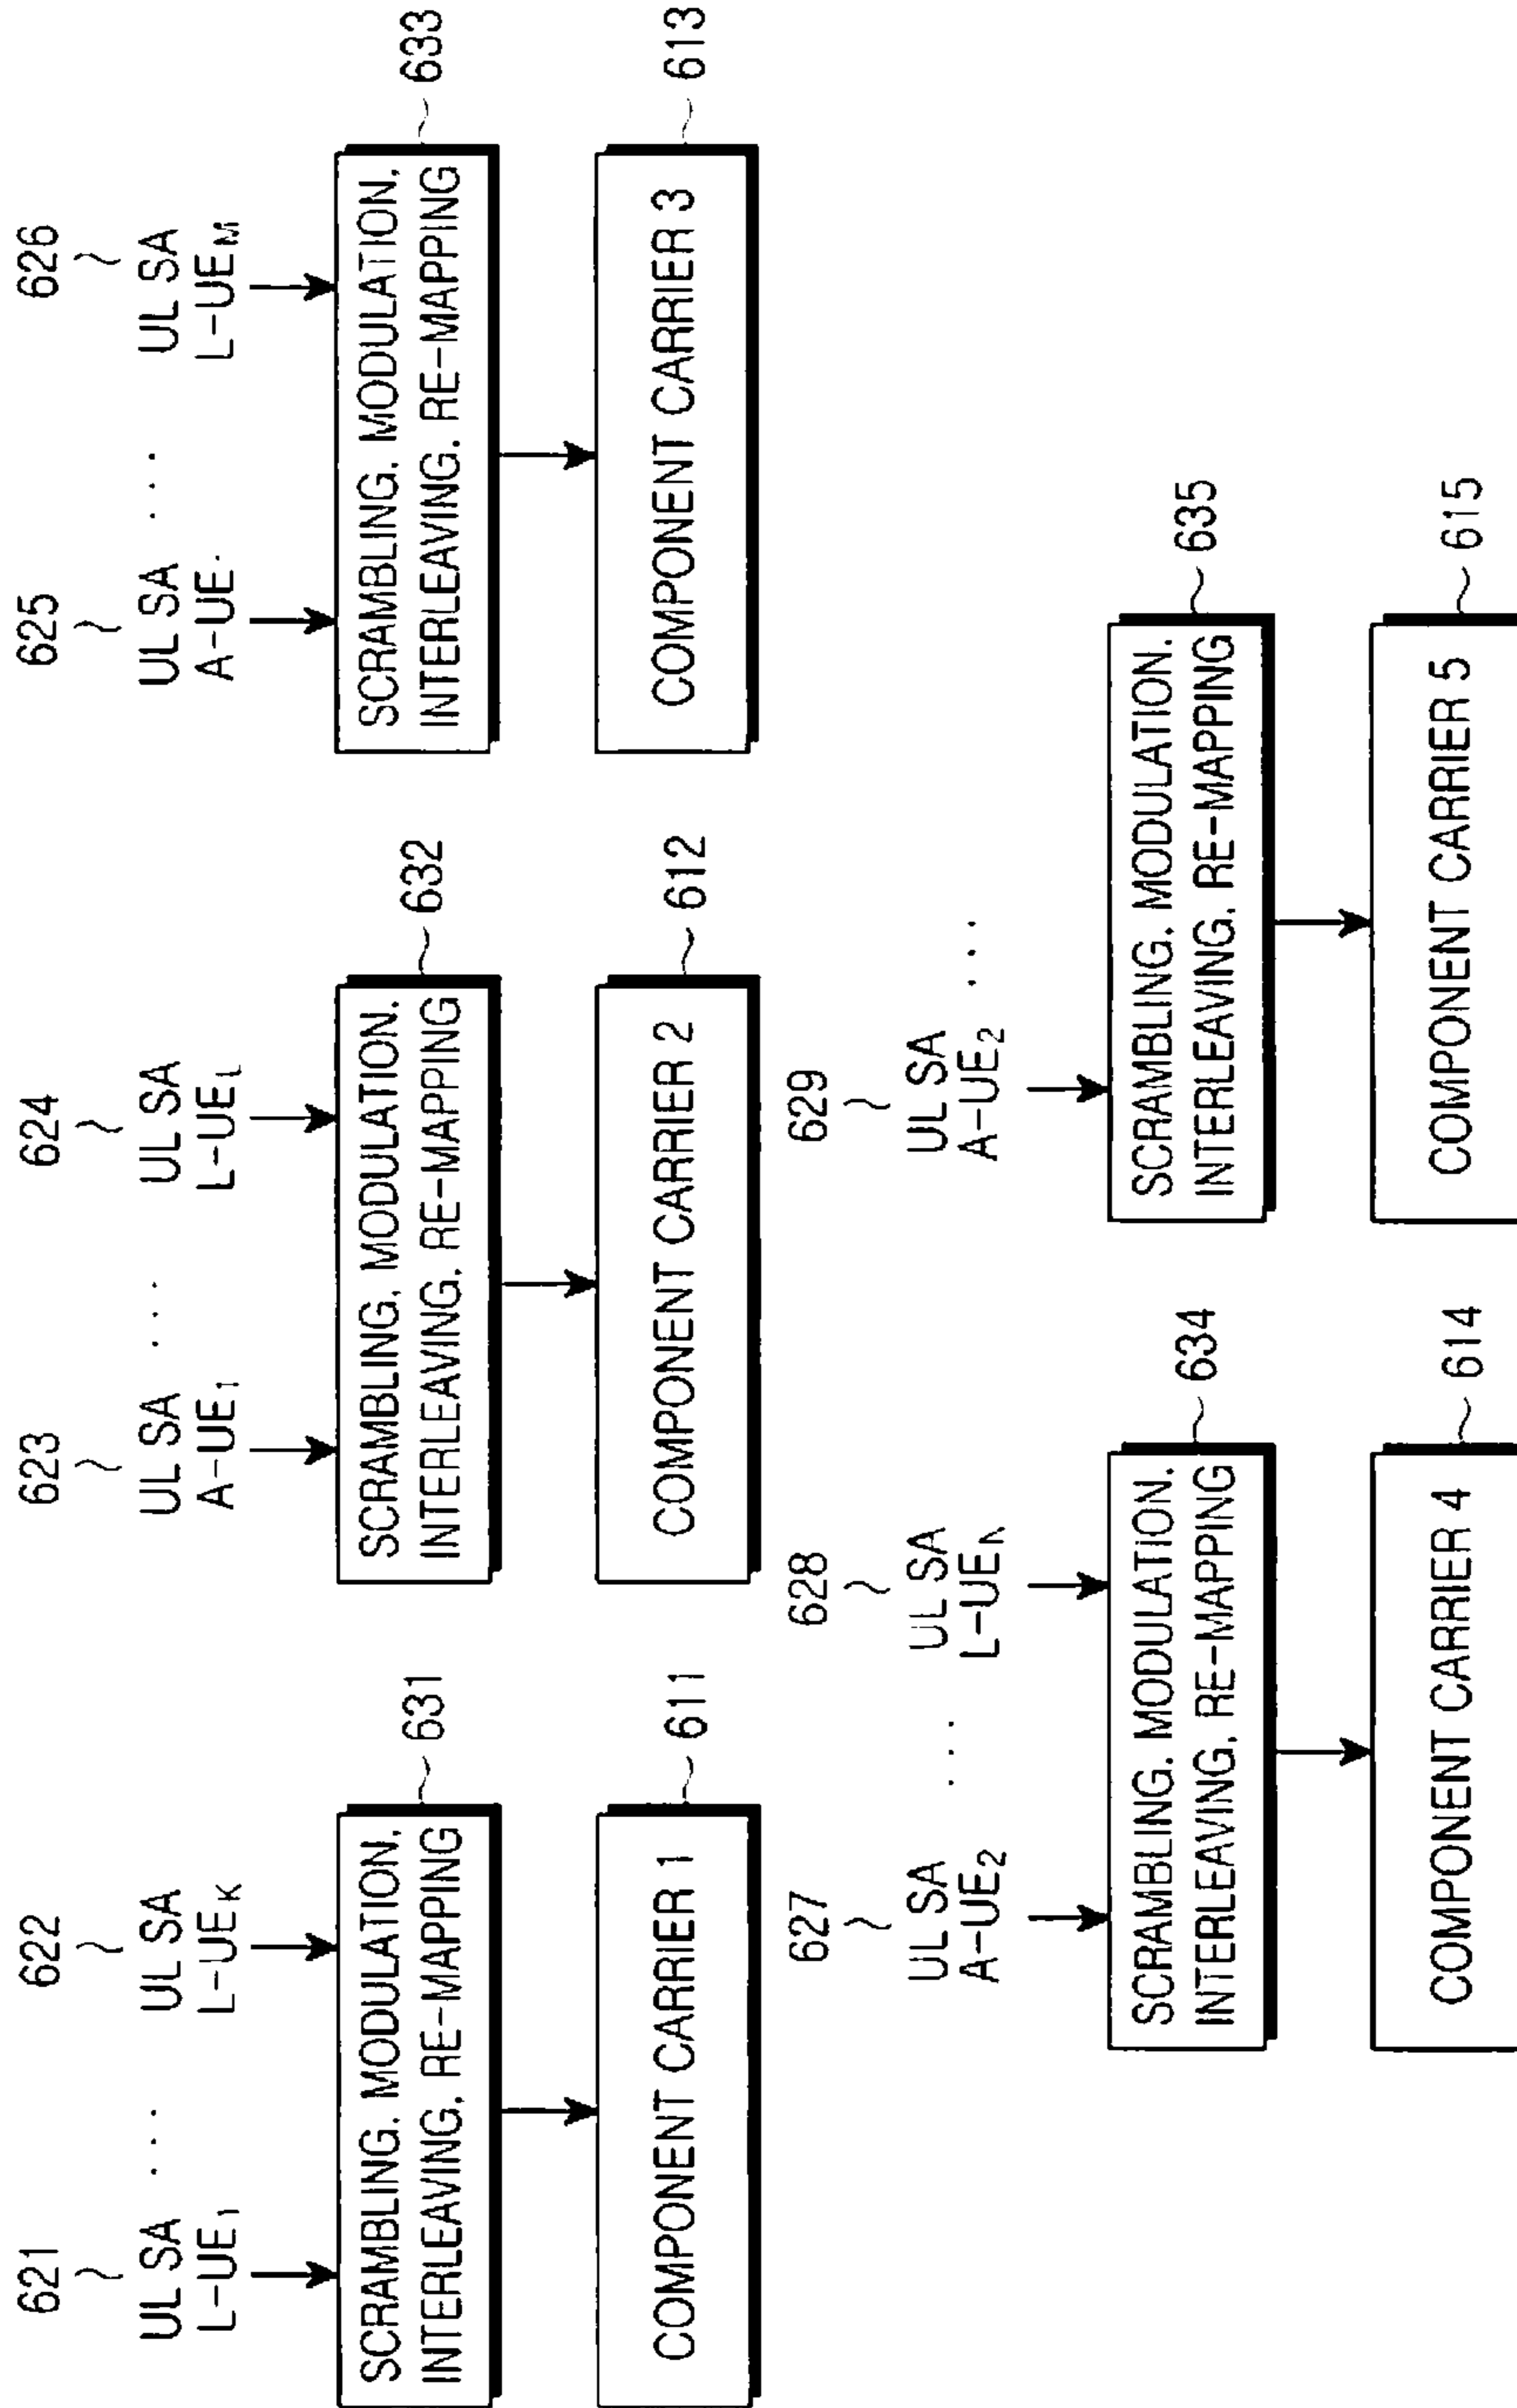 621
UL SA
L-UE1
...
622
UL SA
L-UEK
SCRAMBLING, MODULATION,
INTERLEAVING, RE-MAPPING
631
COMPONENT CARRIER 1
611
623
UL SA
A-UE1
...
624
UL SA
L-UEL
SCRAMBLING, MODULATION,
INTERLEAVING, RE-MAPPING
632
COMPONENT CARRIER 2
612
625
UL SA
...
626
UL SA
L-UEM
SCRAMBLING, MODULATION,
INTERLEAVING, RE-MAPPING
633
COMPONENT CARRIER 3
613
627
UL SA
A-UE2
...
628
UL SA
SCRAMBLING, MODULATION,
INTERLEAVING, RE-MAPPING
634
COMPONENT CARRIER 4
614
629
UL SA
A-UE2
...
SCRAMBLING, MODULATION,
INTERLEAVING, RE-MAPPING
635
COMPONENT CARRIER 5
615